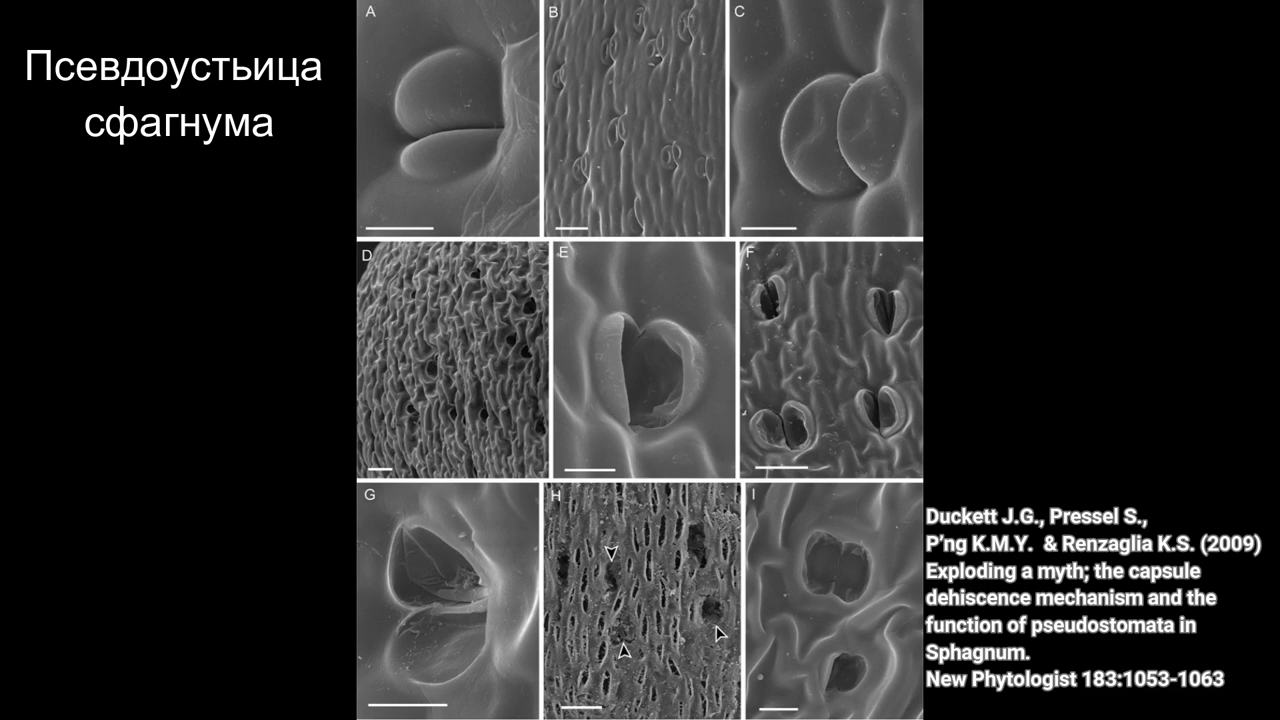 Псевдоустьица
сфагнума
A
B
C
D
E
F
G
H
I
Duckett J.G., Pressel S.,
P'ng K.M.Y. & Renzaglia K.S. (2009)
Exploding a myth; the capsule
dehiscence mechanism and the
function of pseudostomata in
Sphagnum.
New Phytologist 183:1053-1063